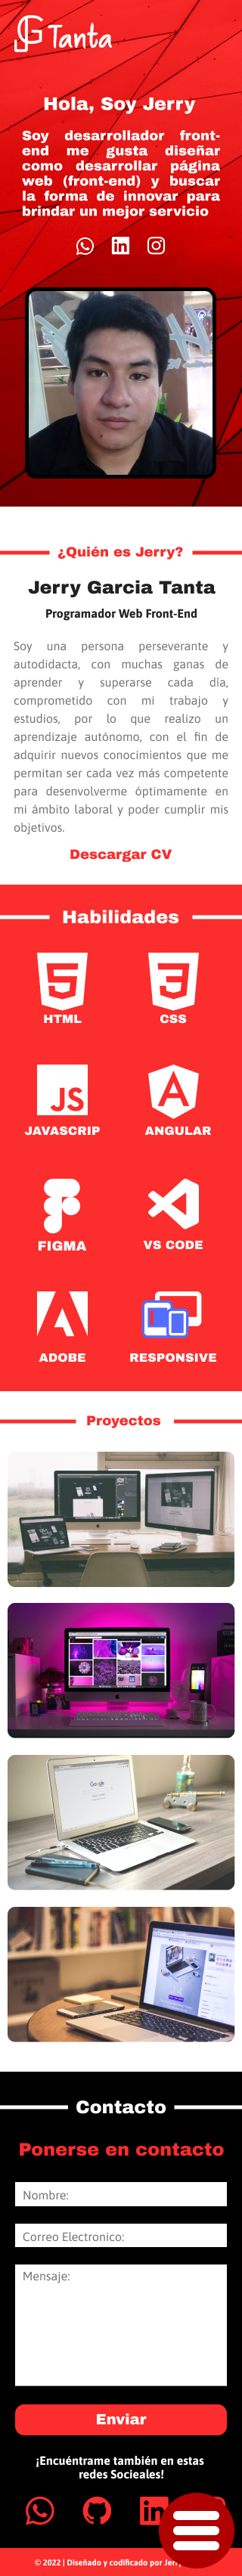 JG Tanta
Hola, Soy Jerry
Soy desarrollador front-
end me gusta diseñar
como desarrollar página
web (front-end) y buscar
la forma de innovar para
brindar un mejor servicio
¿Quién es Jerry?
Jerry Garcia Tanta
Programador Web Front-End
Soy una persona perseverante y
autodidacta, con muchas ganas de
aprender y superarse cada día,
comprometido con mi trabajo y
estudios, por lo que realizo un
aprendizaje autónomo, con el fin de
adquirir nuevos conocimientos que me
permitan ser cada vez más competente
para desenvolverme óptimamente en
mi ámbito laboral y poder cumplir mis
objetivos.
Descargar CV
Habilidades
HTML CSS
JS
JAVASCRIP ANGULAR
FIGMA VS CODE
ADOBE RESPONSIVE
Proyectos
Google
Contacto
Ponerse en contacto
Nombre:
Correo Electronico:
Mensaje:
Enviar
¡Encuéntrame también en estas
redes Socieales!
© 2022 | Diseñado y codificado por Jerry